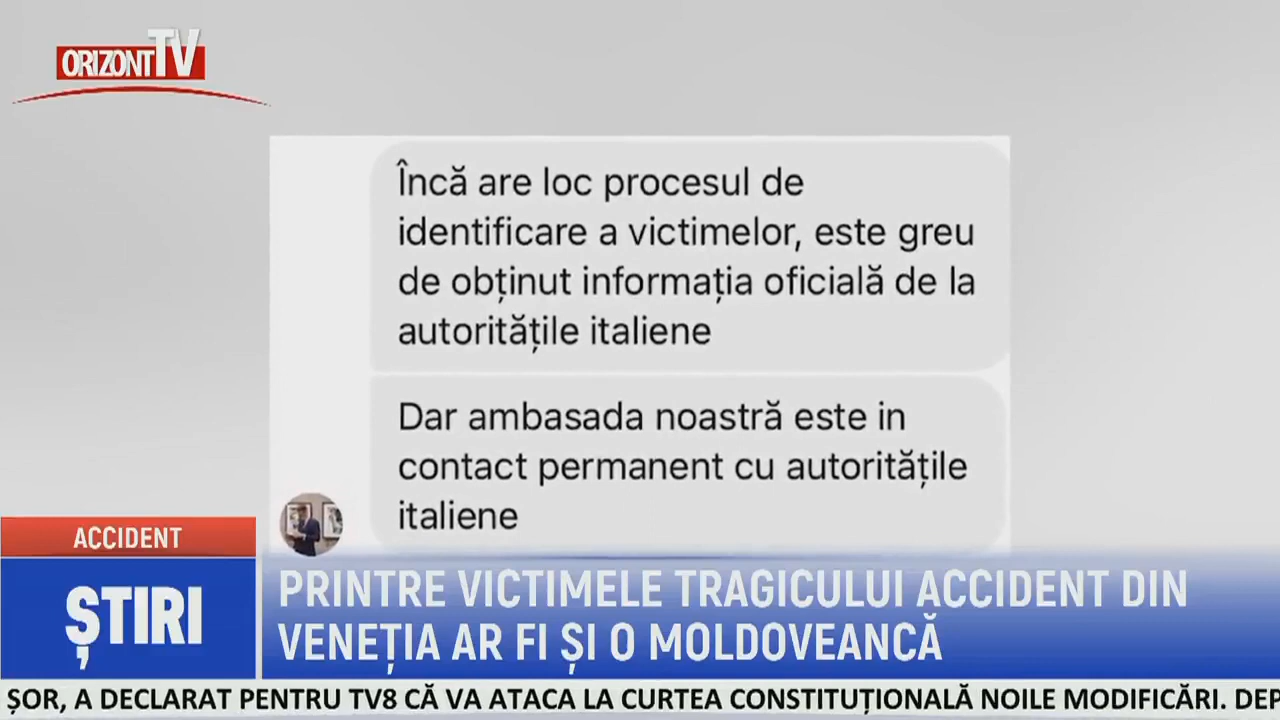 ORIZONT TV
Încă are loc procesul de
identificare a victimelor, este greu
de obținut informația oficială de la
autoritățile italiene
Dar ambasada noastră este in
contact permanent cu autoritățile
italiene
ACCIDENT
ȘTIRI
PRINTRE VICTIMELE TRAGICULUI ACCIDENT DIN
VENEȚIA AR FI ȘI O MOLDOVEANCĂ
ȘOR, A DECLARAT PENTRU TV8 CĂ VA ATACA LA CURTEA CONSTITUȚIONALĂ NOILE MODIFICĂRI. DEP